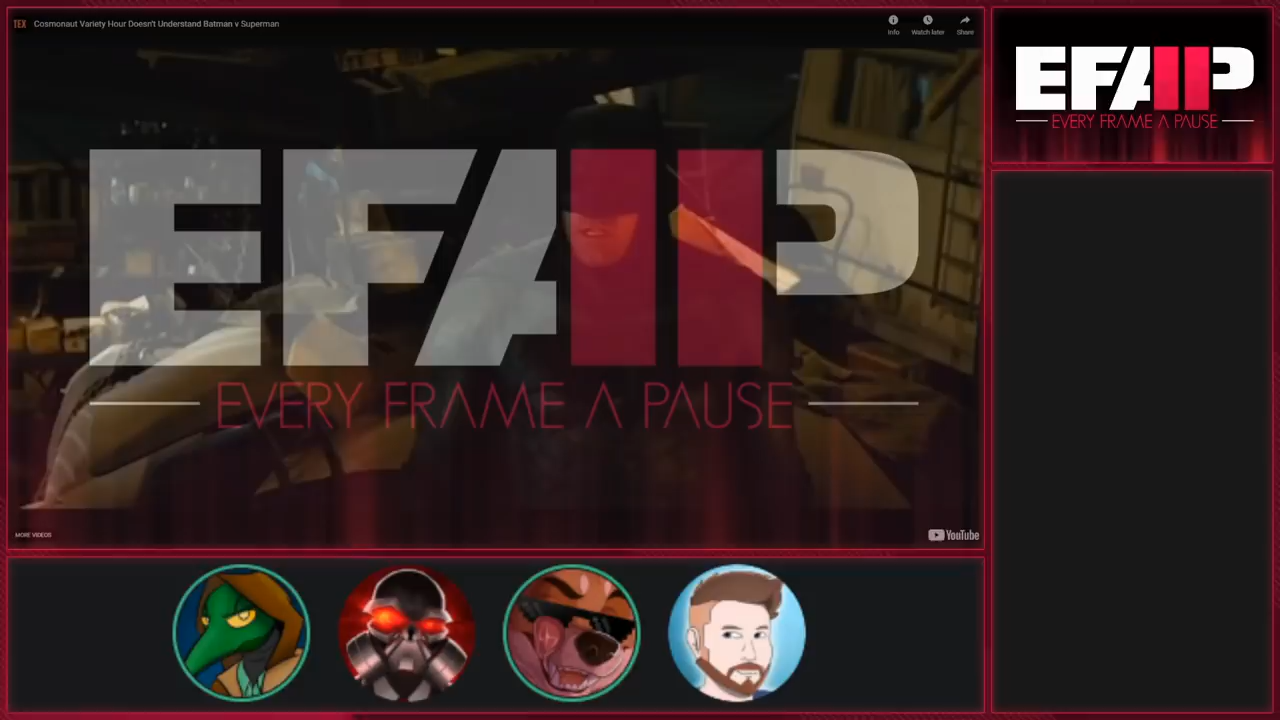 TEX Cosmonaut Variety Hour Doesn't Understand Batman v Superman
Info
Watch later
Share
EFAP
EVERY FRAME A PAUSE
MORE VIDEOS
YouTube
EFAP
EVERY FRAME A PAUSE